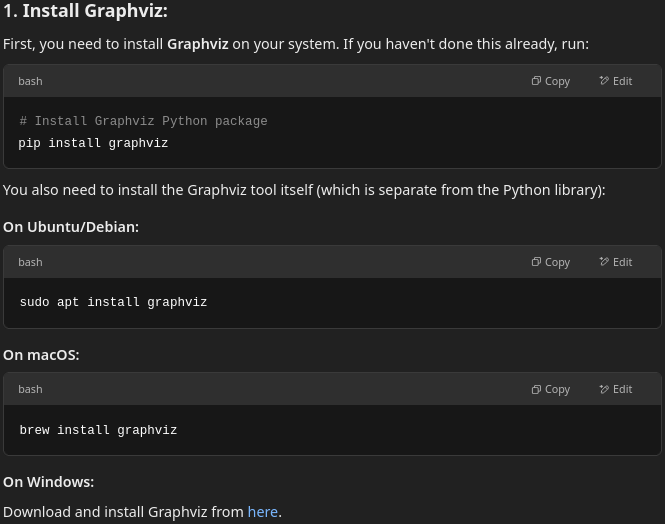 1. Install Graphviz:
First, you need to install Graphviz on your system. If you haven't done this already, run:
bash Copy Edit
# Install Graphviz Python package
pip install graphviz
You also need to install the Graphviz tool itself (which is separate from the Python library):
On Ubuntu/Debian:
bash Copy Edit
sudo apt install graphviz
On macOS:
bash Copy Edit
brew install graphviz
On Windows:
Download and install Graphviz from here.